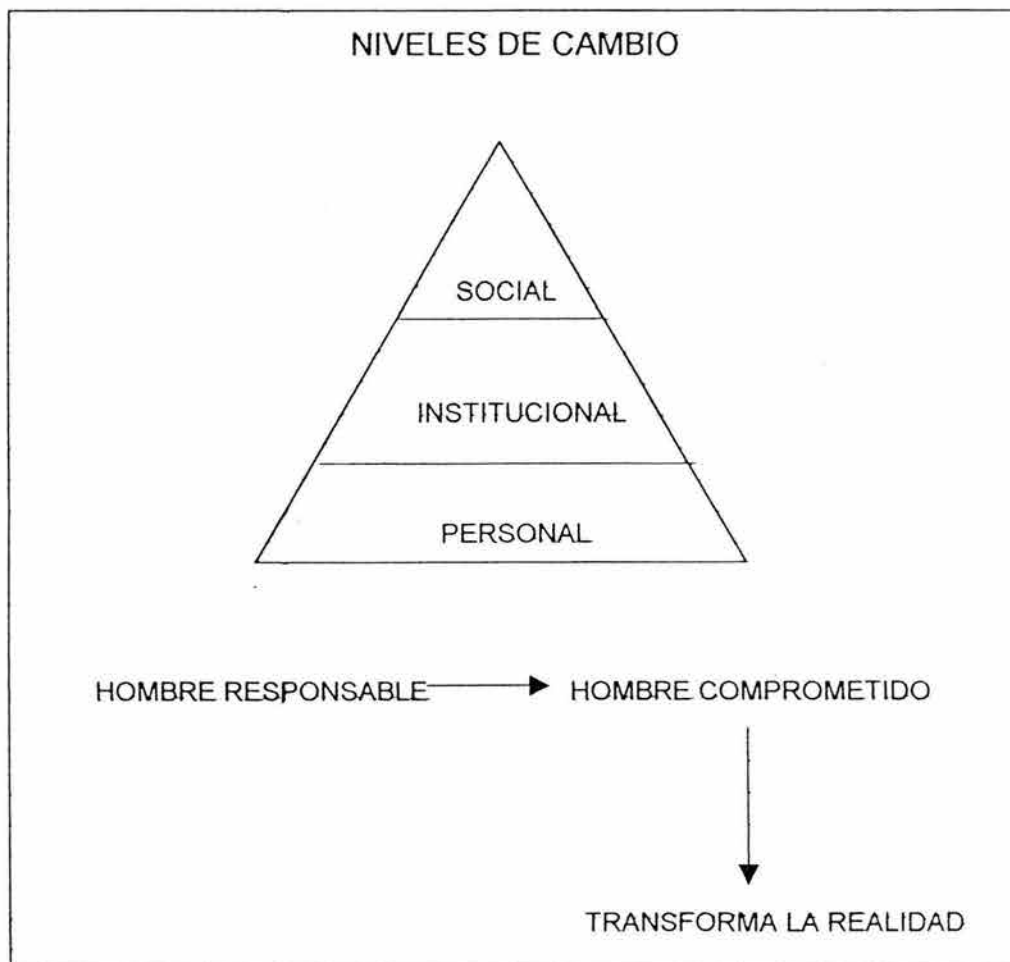 NIVELES DE CAMBIO
SOCIAL
INSTITUCIONAL
PERSONAL
HOMBRE RESPONSABLE HOMBRE COMPROMETIDO
TRANSFORMA LA REALIDAD